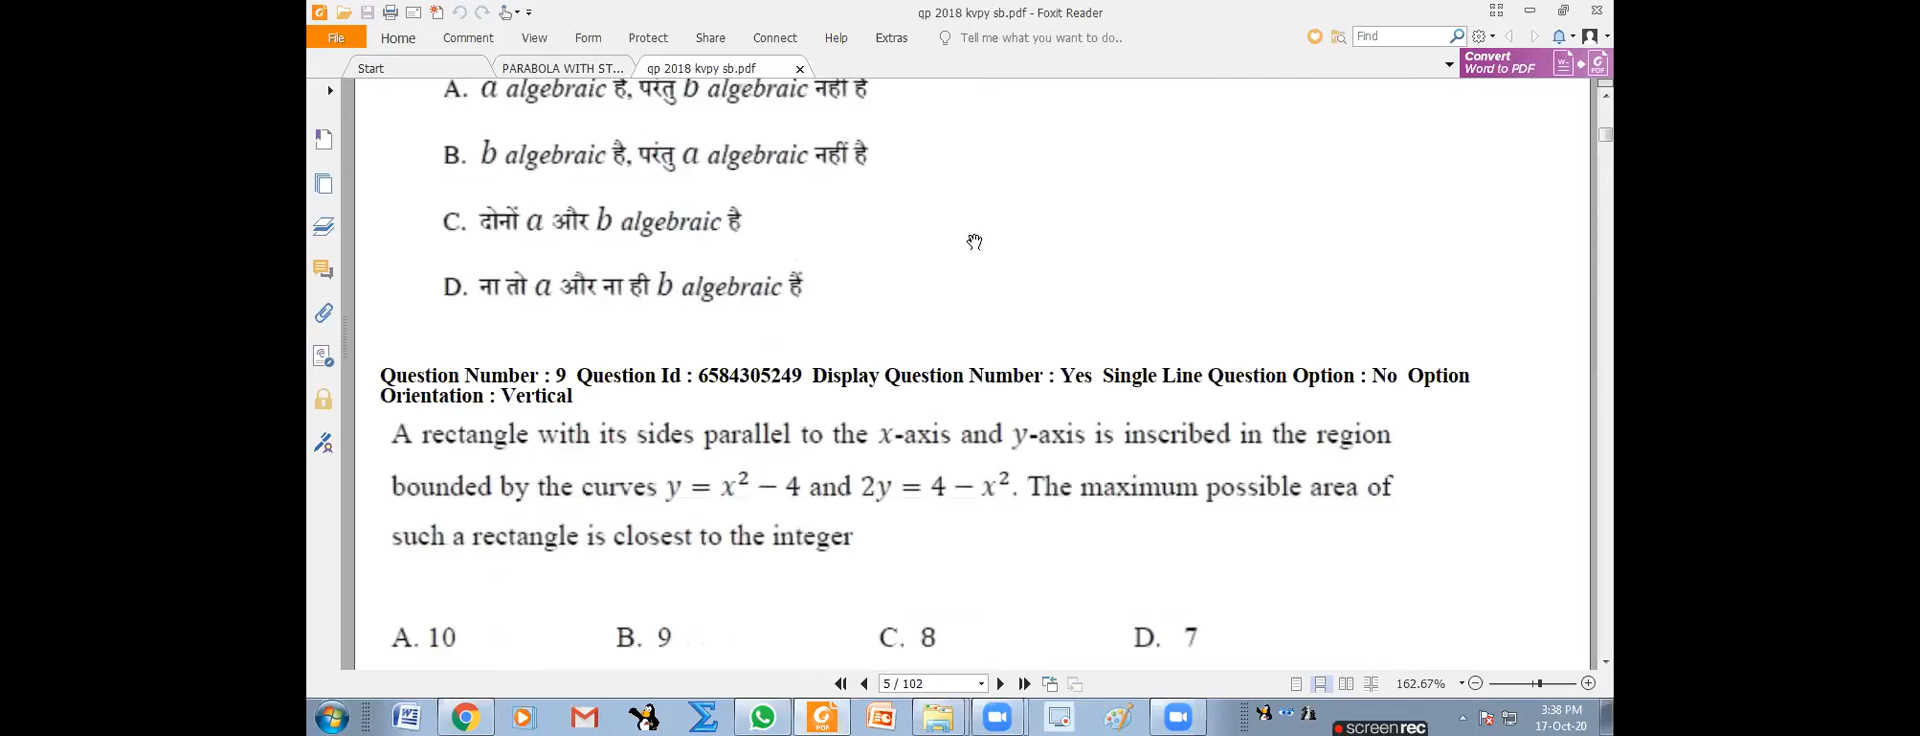 qp 2018 kvpy sb.pdf - Foxit Reader
File Home Comment View Form Protect Share Connect Help Extras Tell me what you want to do.. Find
Start PARABOLA WITH ST... qp 2018 kvpy sb.pdf
Convert
Word to PDF
A. a algebraic है, परंतु b algebraic नहीं है
B. b algebraic है, परंतु a algebraic नहीं है
C. दोनों a और b algebraic है
D. ना तो a और ना ही b algebraic हैं
Question Number : 9 Question Id : 6584305249 Display Question Number : Yes Single Line Question Option : No Option
Orientation : Vertical
A rectangle with its sides parallel to the x-axis and y-axis is inscribed in the region
bounded by the curves y = x² − 4 and 2y = 4 − x². The maximum possible area of
such a rectangle is closest to the integer
A. 10 B. 9 C. 8 D. 7
5 / 102 162.67%
3:38 PM
17-Oct-20
screenrec